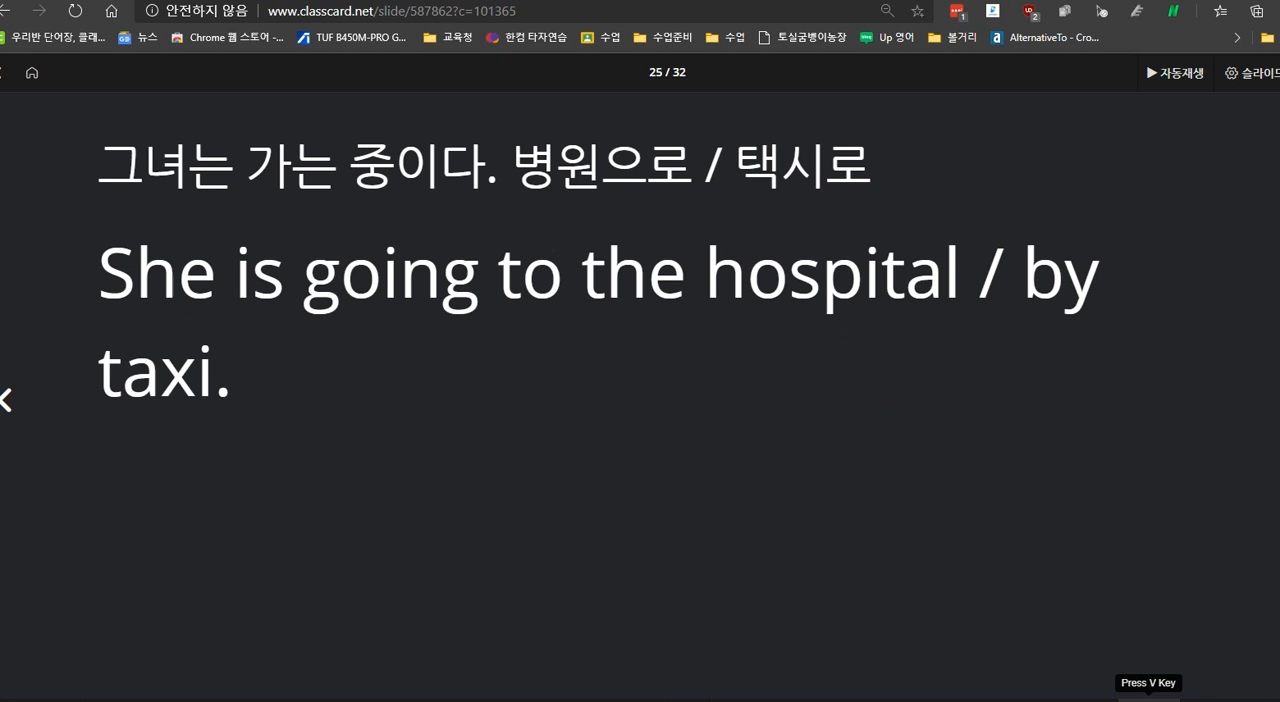 안전하지 않음 | www.classcard.net/slide/587862?c=101365
1 2
우리반 단어장, 클래... 뉴스 Chrome 웹 스토어 -... TUF B450M-PRO G... 교육청 한컴 타자연습 수업 수업준비 수업 토실굼벵이농장 Up 영어 볼거리 AlternativeTo - Cro...
25 / 32 자동재생 슬라이드
그녀는 가는 중이다. 병원으로 / 택시로
She is going to the hospital / by
taxi.
Press V Key